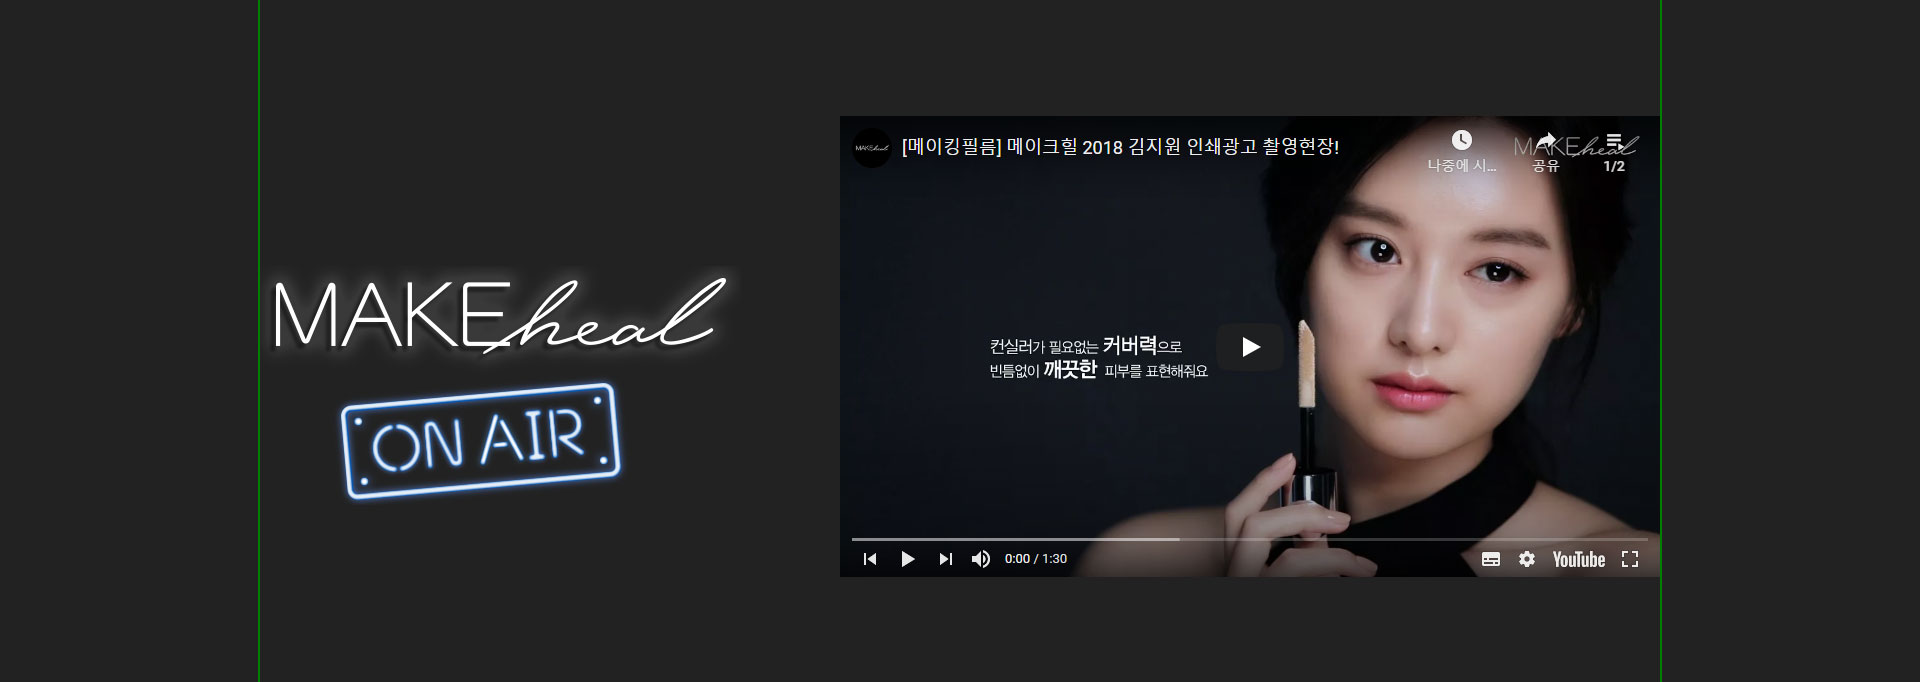 MAKEheal
ON AIR
MAKEheal
[메이킹필름] 메이크힐 2018 김지원 인쇄광고 촬영현장!
나중에 시...
공유
1/2
MAKEheal
컨실러가 필요없는 커버력으로
빈틈없이 깨끗한 피부를 표현해줘요
0:00 / 1:30
YouTube